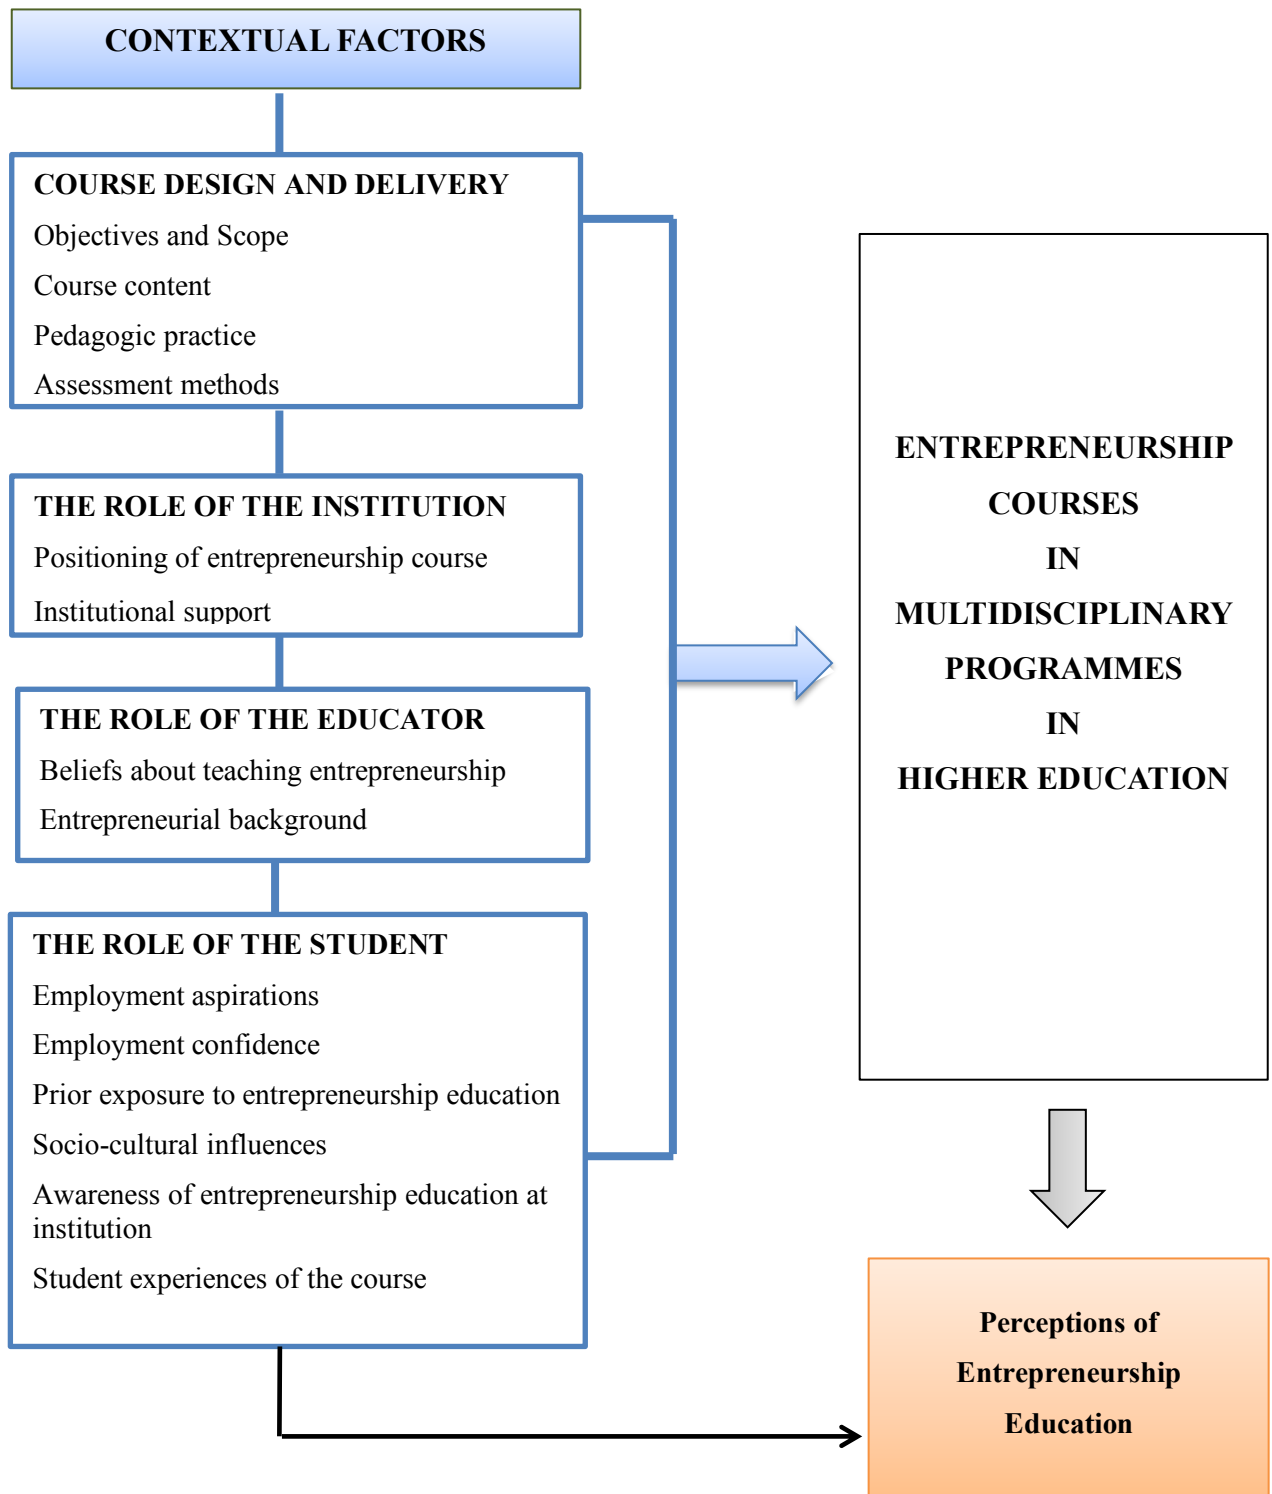 CONTEXTUAL FACTORS
COURSE DESIGN AND DELIVERY
Objectives and Scope
Course content
Pedagogic practice
Assessment methods
THE ROLE OF THE INSTITUTION
Positioning of entrepreneurship course
Institutional support
THE ROLE OF THE EDUCATOR
Beliefs about teaching entrepreneurship
Entrepreneurial background
THE ROLE OF THE STUDENT
Employment aspirations
Employment confidence
Prior exposure to entrepreneurship education
Socio-cultural influences
Awareness of entrepreneurship education at
institution
Student experiences of the course
ENTREPRENEURSHIP
COURSES
IN
MULTIDISCIPLINARY
PROGRAMMES
IN
HIGHER EDUCATION
Perceptions of
Entrepreneurship
Education